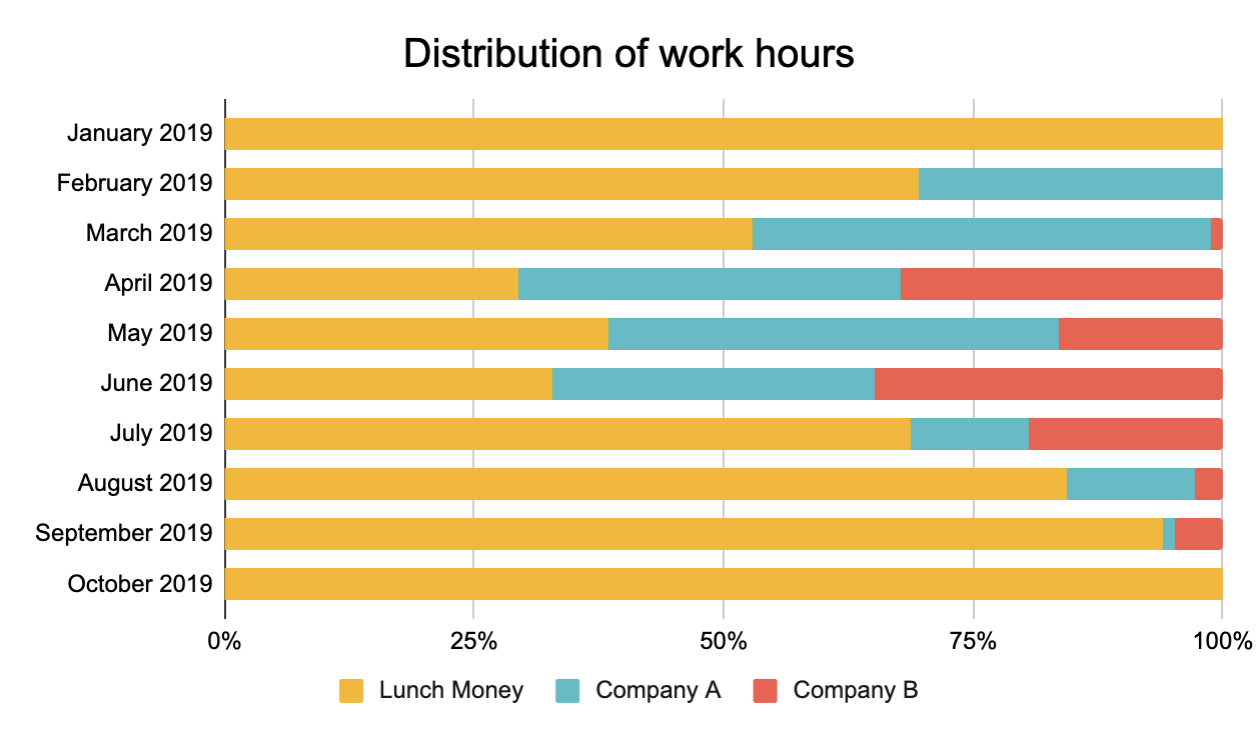 Distribution of work hours
January 2019
February 2019
March 2019
April 2019
May 2019
June 2019
July 2019
August 2019
September 2019
October 2019
0% 25% 50% 75% 100%
Lunch Money Company A Company B